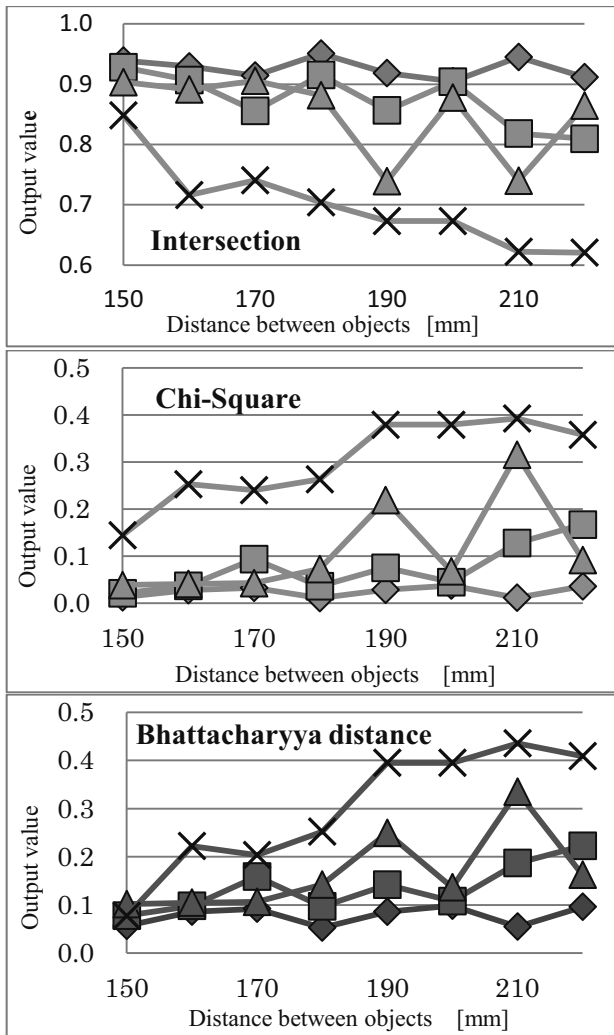 1.0
0.9
0.8
0.7
0.6
Output value
Intersection
150 170 190 210
Distance between objects [mm]
0.5
0.4
0.3
0.2
0.1
0.0
Output value
Chi-Square
150 170 190 210
Distance between objects [mm]
0.5
0.4
0.3
0.2
0.1
0.0
Output value
Bhattacharyya distance
150 170 190 210
Distance between objects [mm]